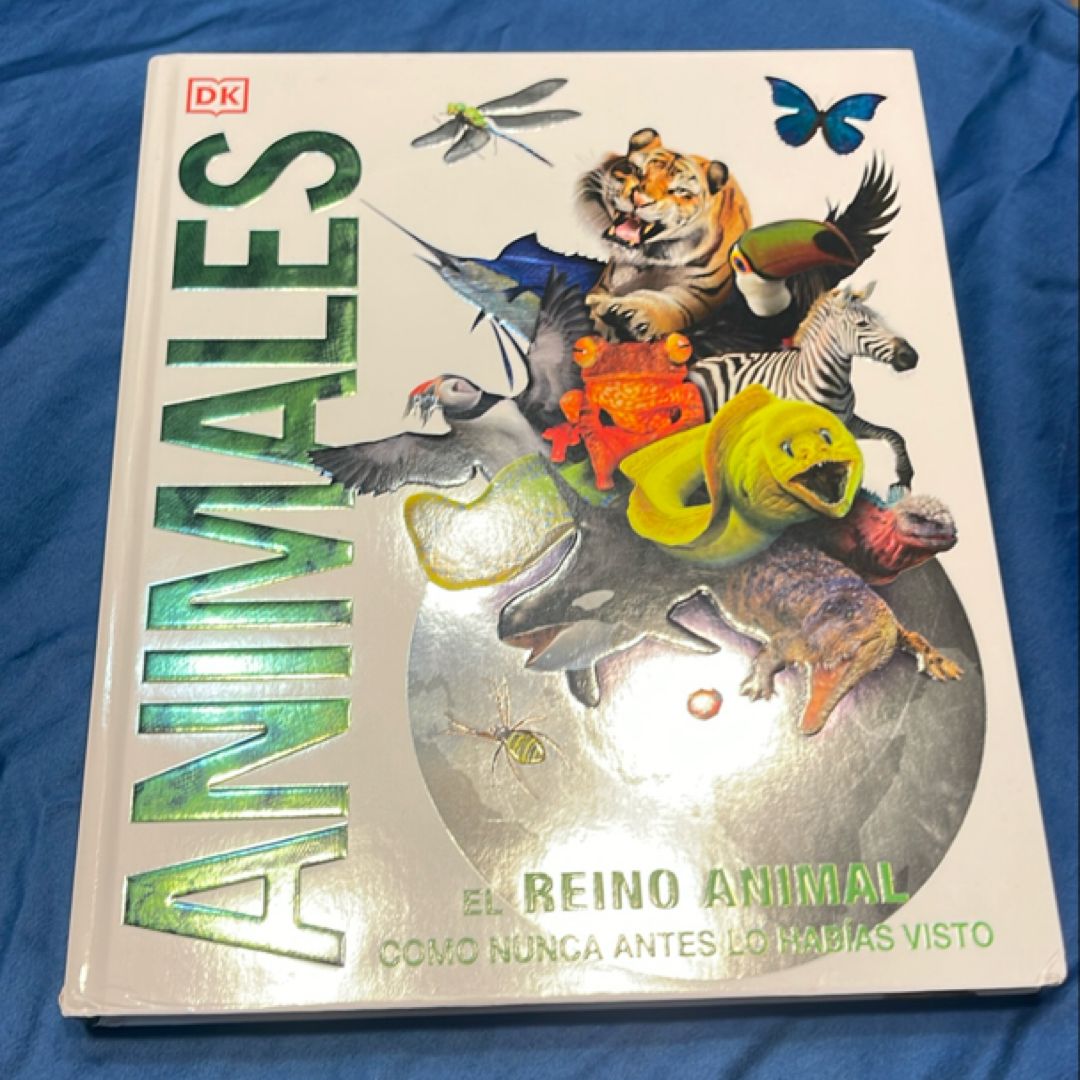 DK
ANIMALES
EL REINO ANIMAL
COMO NUNCA ANTES LO HABÍAS VISTO